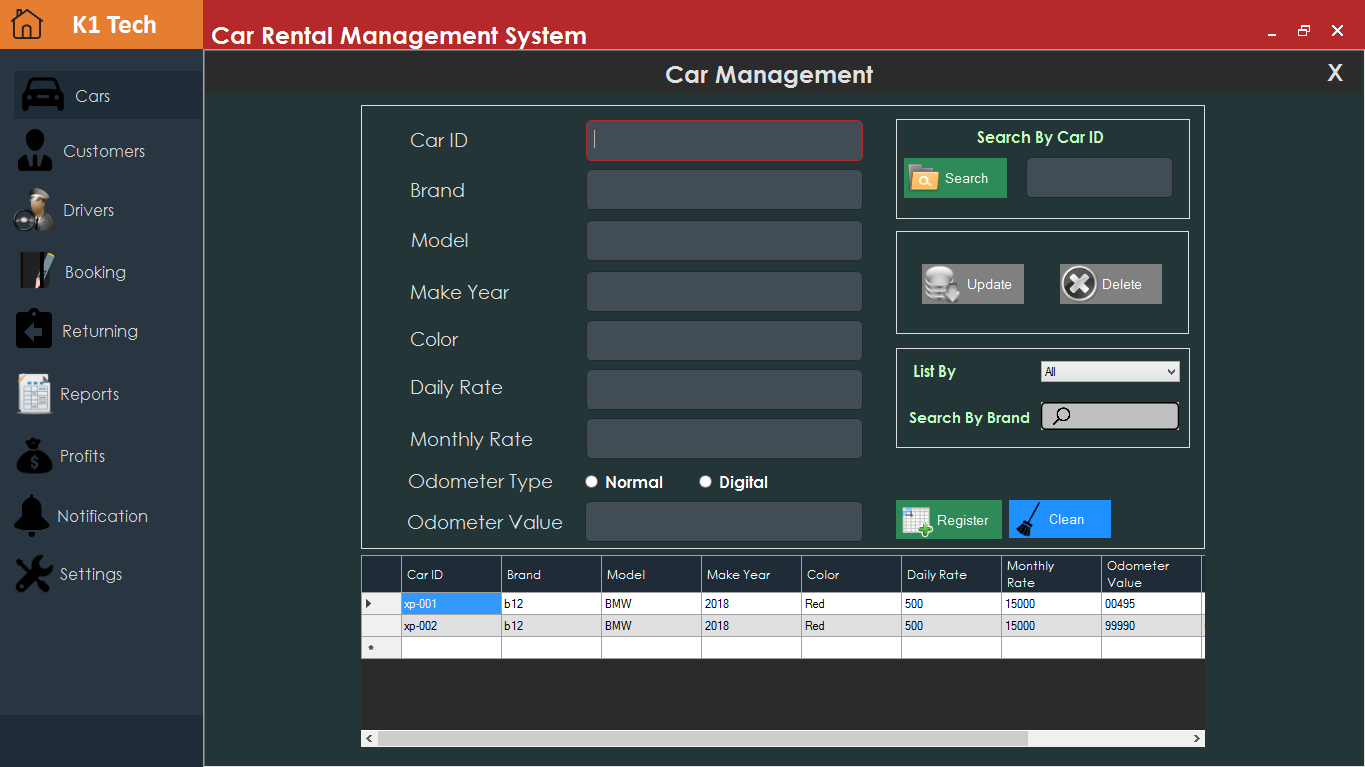 K1 Tech
Car Rental Management System
Car Management
X
Cars
Customers
Drivers
Booking
Returning
Reports
Profits
Notification
Settings
Car ID
Brand
Model
Make Year
Color
Daily Rate
Monthly Rate
Odometer Type
Normal
Digital
Odometer Value
Search By Car ID
Search
Update
Delete
List By
All
Search By Brand
Register
Clean
Car ID Brand Model Make Year Color Daily Rate Monthly Rate Odometer Value
xp-001 b12 BMW 2018 Red 500 15000 00495
xp-002 b12 BMW 2018 Red 500 15000 99990
*